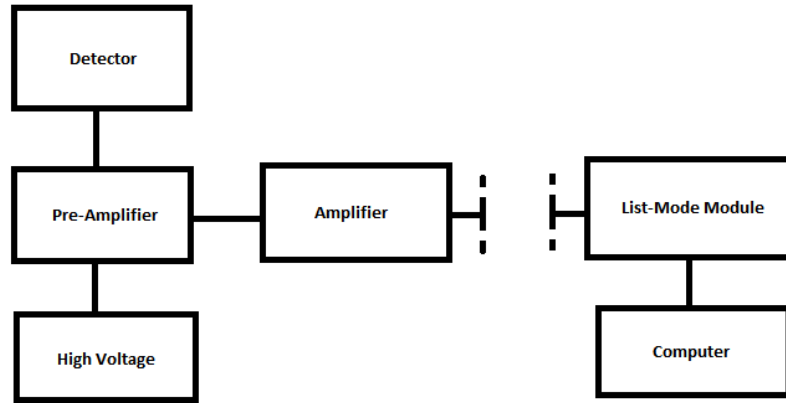 Detector
Pre-Amplifier
Amplifier
List-Mode Module
High Voltage
Computer